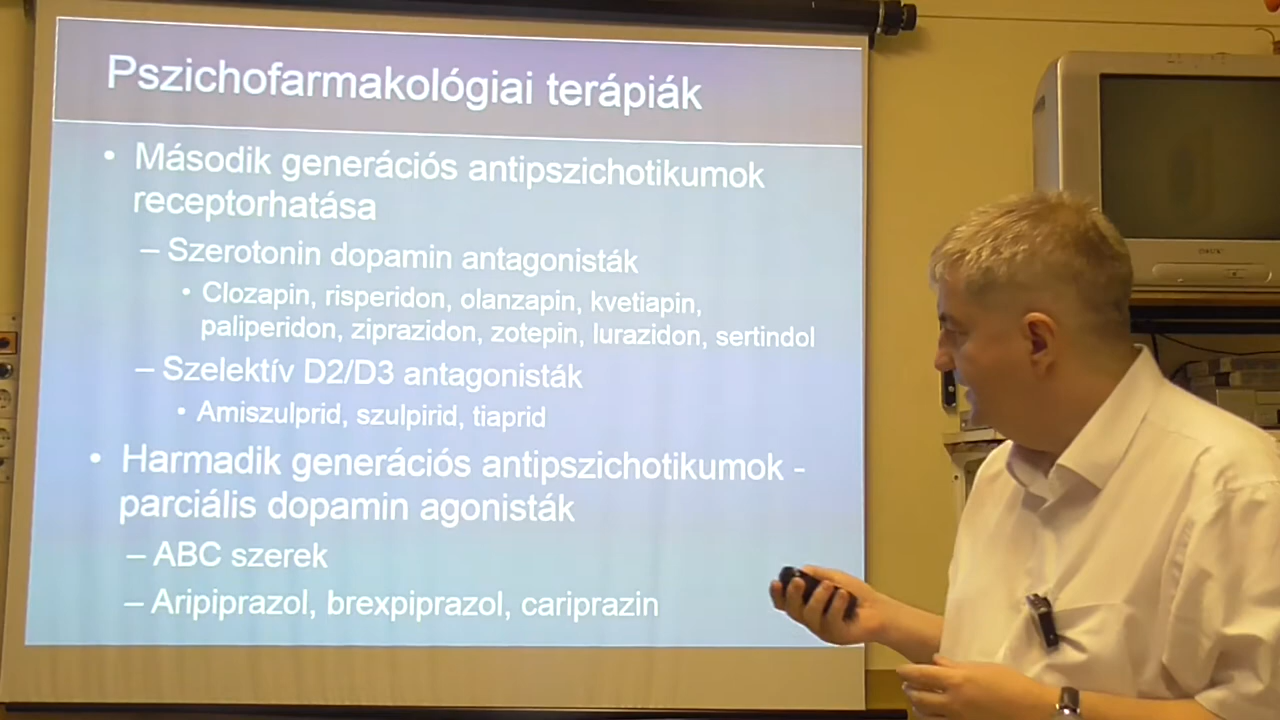 Pszichofarmakológiai terápiák
• Második generációs antipszichotikumok
receptorhatása
– Szerotonin dopamin antagonisták
• Clozapin, risperidon, olanzapin, kvetiapin,
paliperidon, ziprazidon, zotepin, lurazidon, sertindol
– Szelektív D2/D3 antagonisták
• Amiszulprid, szulpirid, tiaprid
• Harmadik generációs antipszichotikumok -
parciális dopamin agonisták
– ABC szerek
– Aripiprazol, brexpiprazol, cariprazin